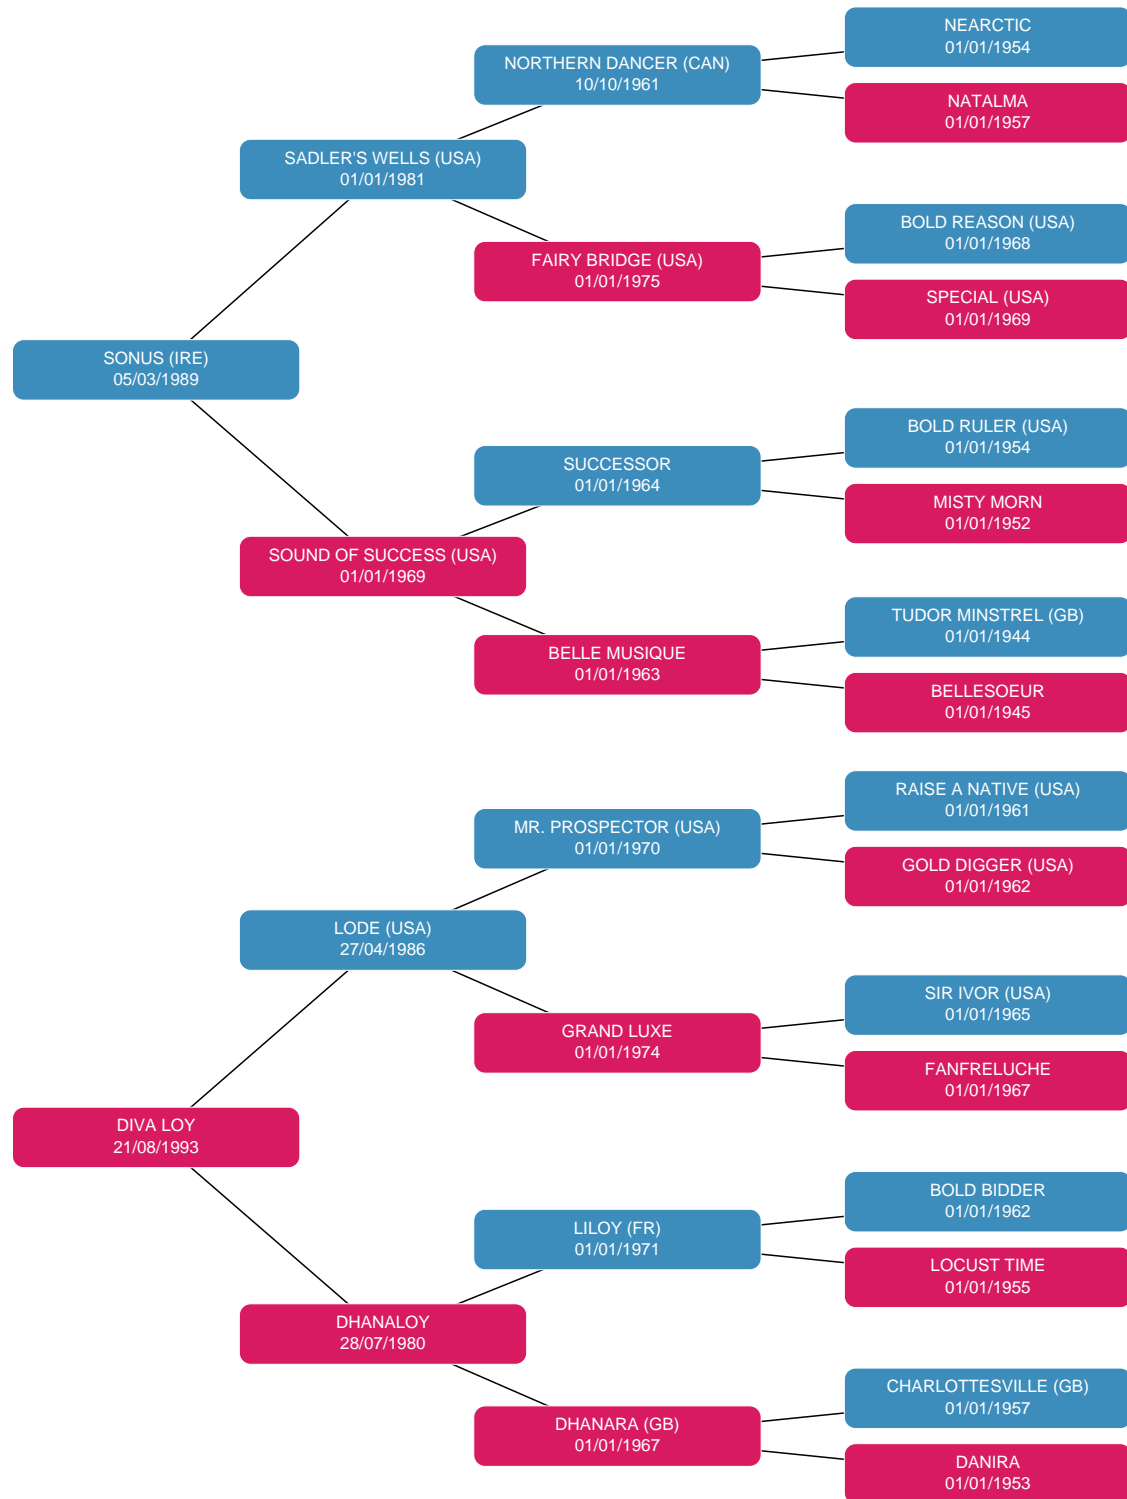 NEARCTIC
01/01/1954
NORTHERN DANCER (CAN)
10/10/1961
NATALMA
01/01/1957
SADLER'S WELLS (USA)
01/01/1981
BOLD REASON (USA)
01/01/1968
FAIRY BRIDGE (USA)
01/01/1975
SPECIAL (USA)
01/01/1969
SONUS (IRE)
05/03/1989
BOLD RULER (USA)
01/01/1954
SUCCESSOR
01/01/1964
MISTY MORN
01/01/1952
SOUND OF SUCCESS (USA)
01/01/1969
TUDOR MINSTREL (GB)
01/01/1944
BELLE MUSIQUE
01/01/1963
BELLESOEUR
01/01/1945
RAISE A NATIVE (USA)
01/01/1961
MR. PROSPECTOR (USA)
01/01/1970
GOLD DIGGER (USA)
01/01/1962
LODE (USA)
27/04/1986
SIR IVOR (USA)
01/01/1965
GRAND LUXE
01/01/1974
FANFRELUCHE
01/01/1967
DIVA LOY
21/08/1993
BOLD BIDDER
01/01/1962
LILOY (FR)
01/01/1971
LOCUST TIME
01/01/1955
DHANALOY
28/07/1980
CHARLOTTESVILLE (GB)
01/01/1957
DHANARA (GB)
01/01/1967
DANIRA
01/01/1953